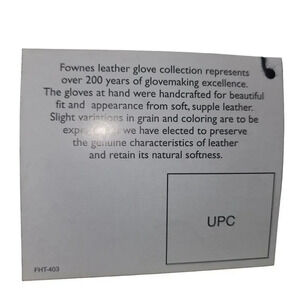 Fownes leather glove collection represents
over 200 years of glovemaking excellence.
The gloves at hand were handcrafted for beautiful
fit and appearance from soft, supple leather.
Slight variations in grain and coloring are to be
we have elected to preserve
the genuine characteristics of leather
and retain its natural softness.
UPC
FHT-403